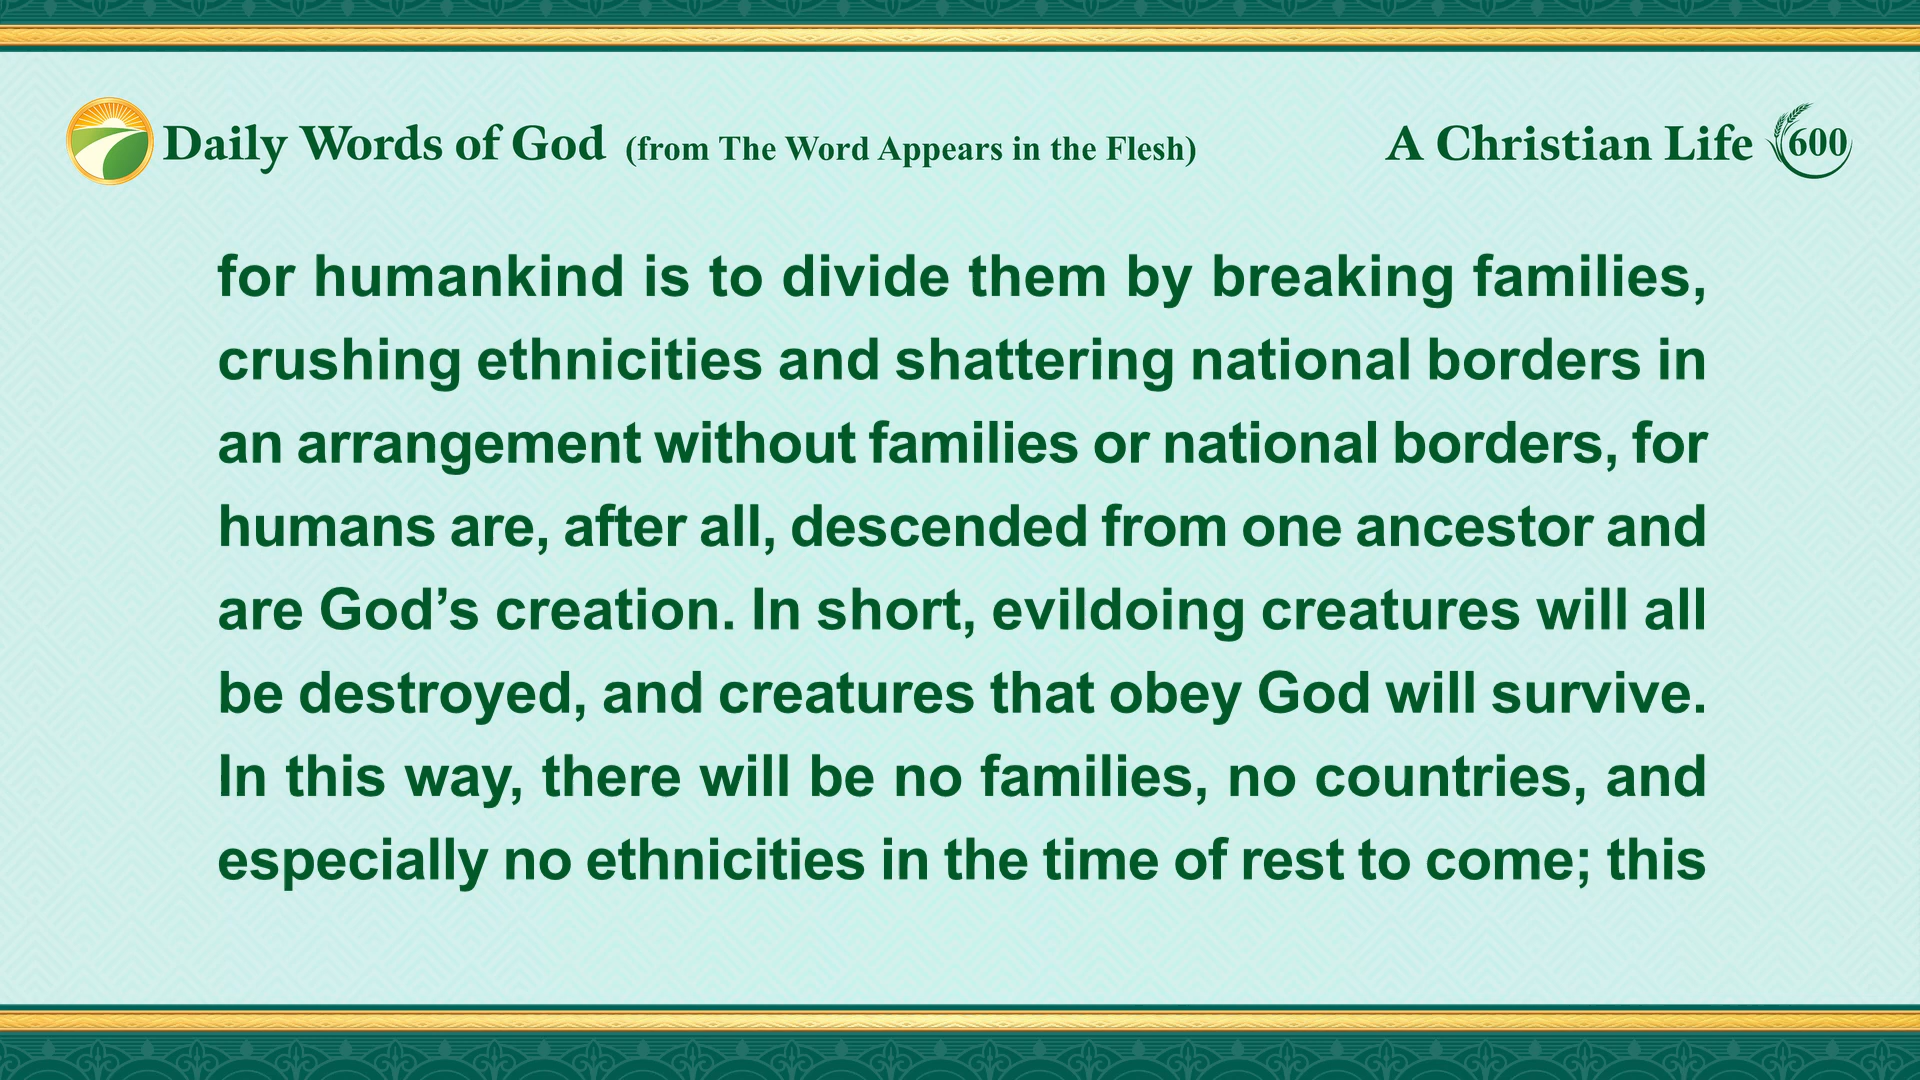 Daily Words of God (from The Word Appears in the Flesh)
A Christian Life 600
for humankind is to divide them by breaking families,
crushing ethnicities and shattering national borders in
an arrangement without families or national borders, for
humans are, after all, descended from one ancestor and
are God’s creation. In short, evildoing creatures will all
be destroyed, and creatures that obey God will survive.
In this way, there will be no families, no countries, and
especially no ethnicities in the time of rest to come; this